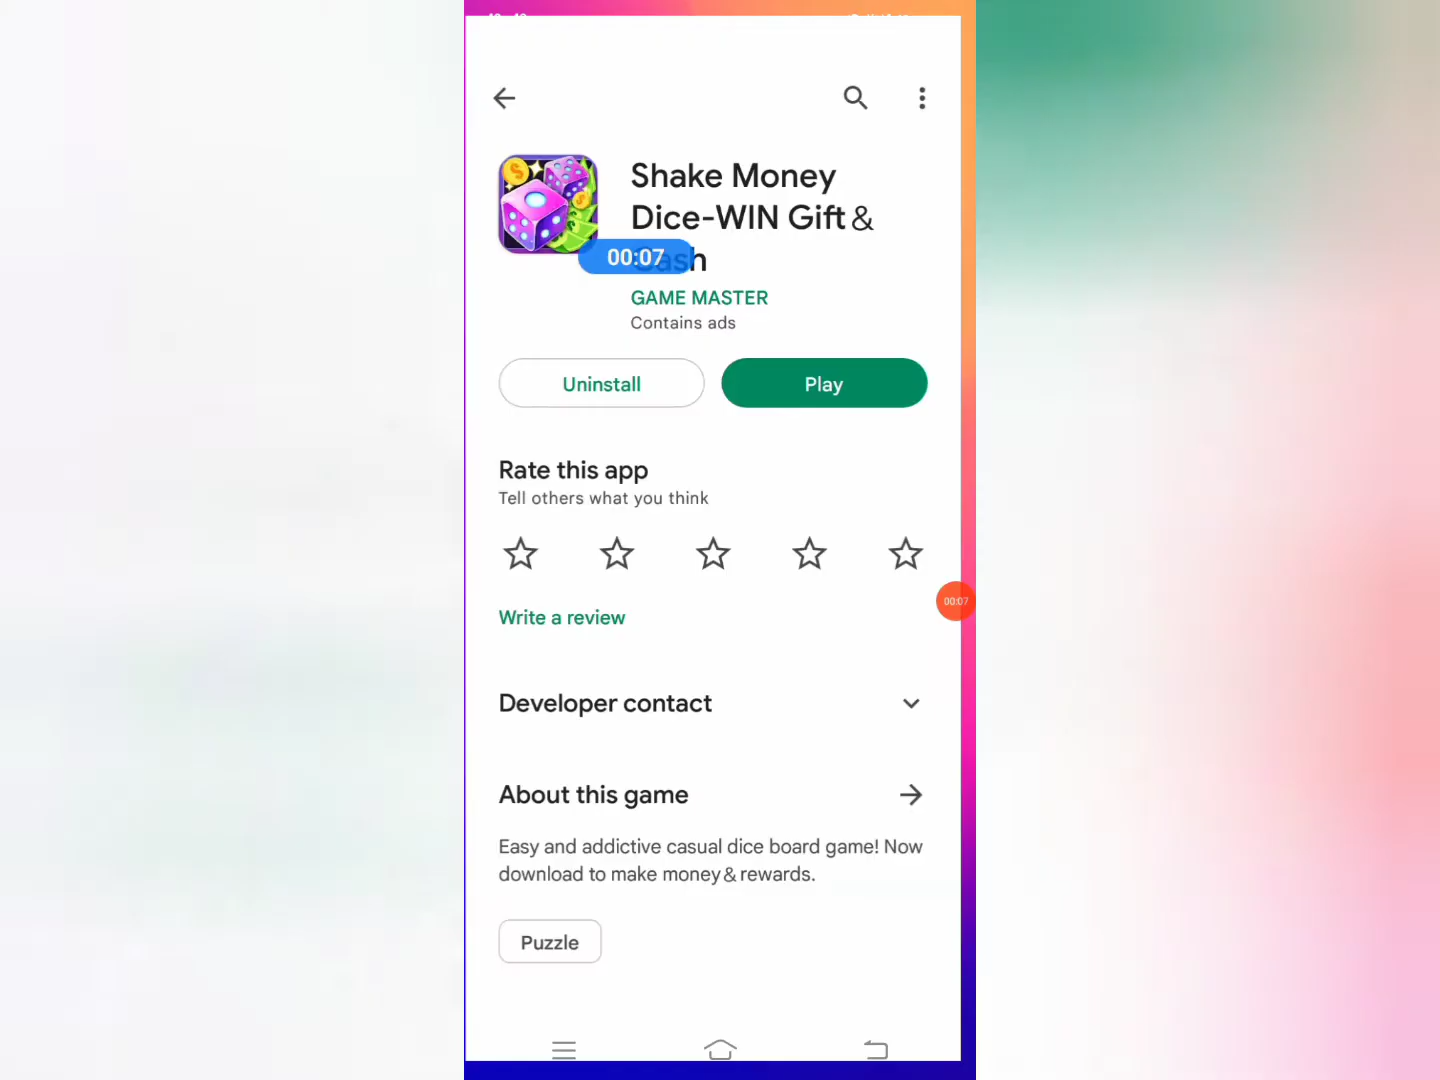 Shake Money
Dice-WIN Gift&
00:07
GAME MASTER
Contains ads
Uninstall
Play
Rate this app
Tell others what you think
00:07
Write a review
Developer contact
About this game
Easy and addictive casual dice board game! Now
download to make money& rewards.
Puzzle